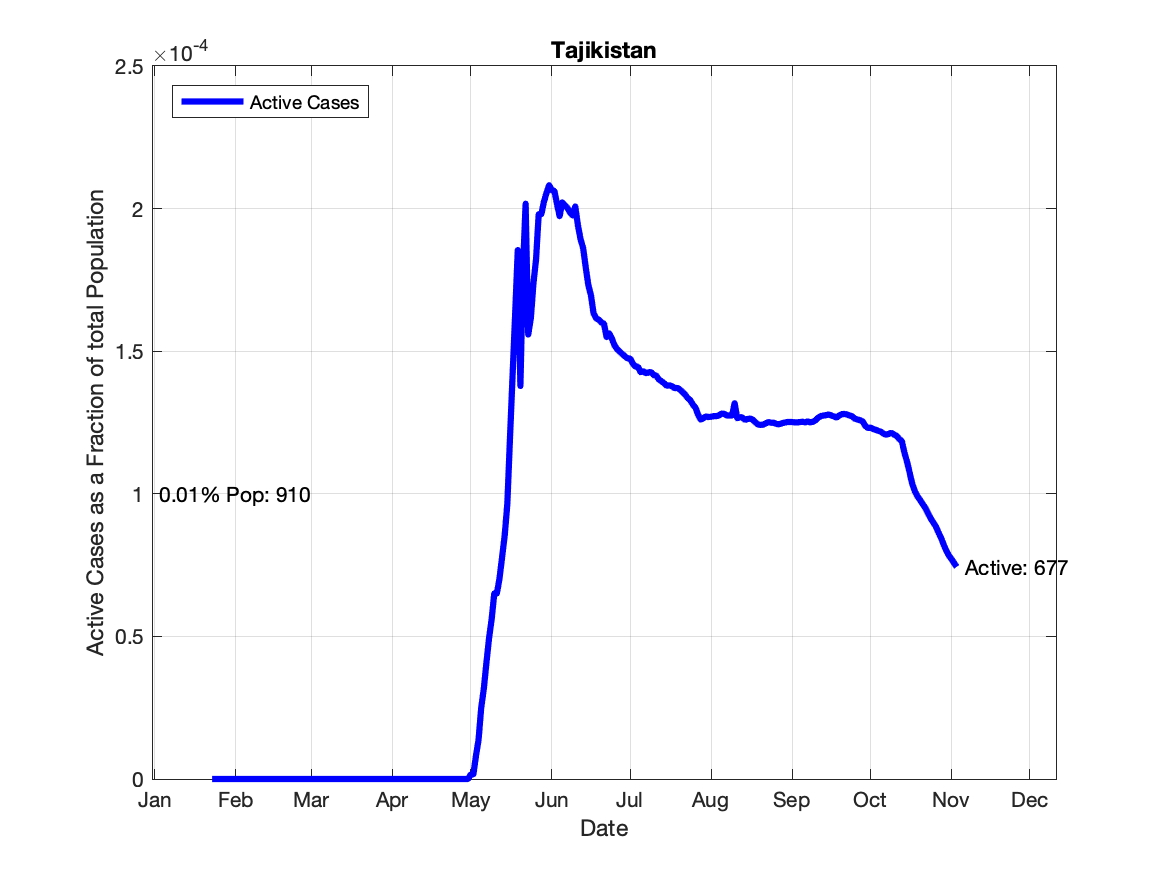 Tajikistan
×10⁻⁴
2.5
2
1.5
1
0.5
0
Active Cases
0.01% Pop: 910
Active: 677
Jan Feb Mar Apr May Jun Jul Aug Sep Oct Nov Dec
Date
Active Cases as a Fraction of total Population